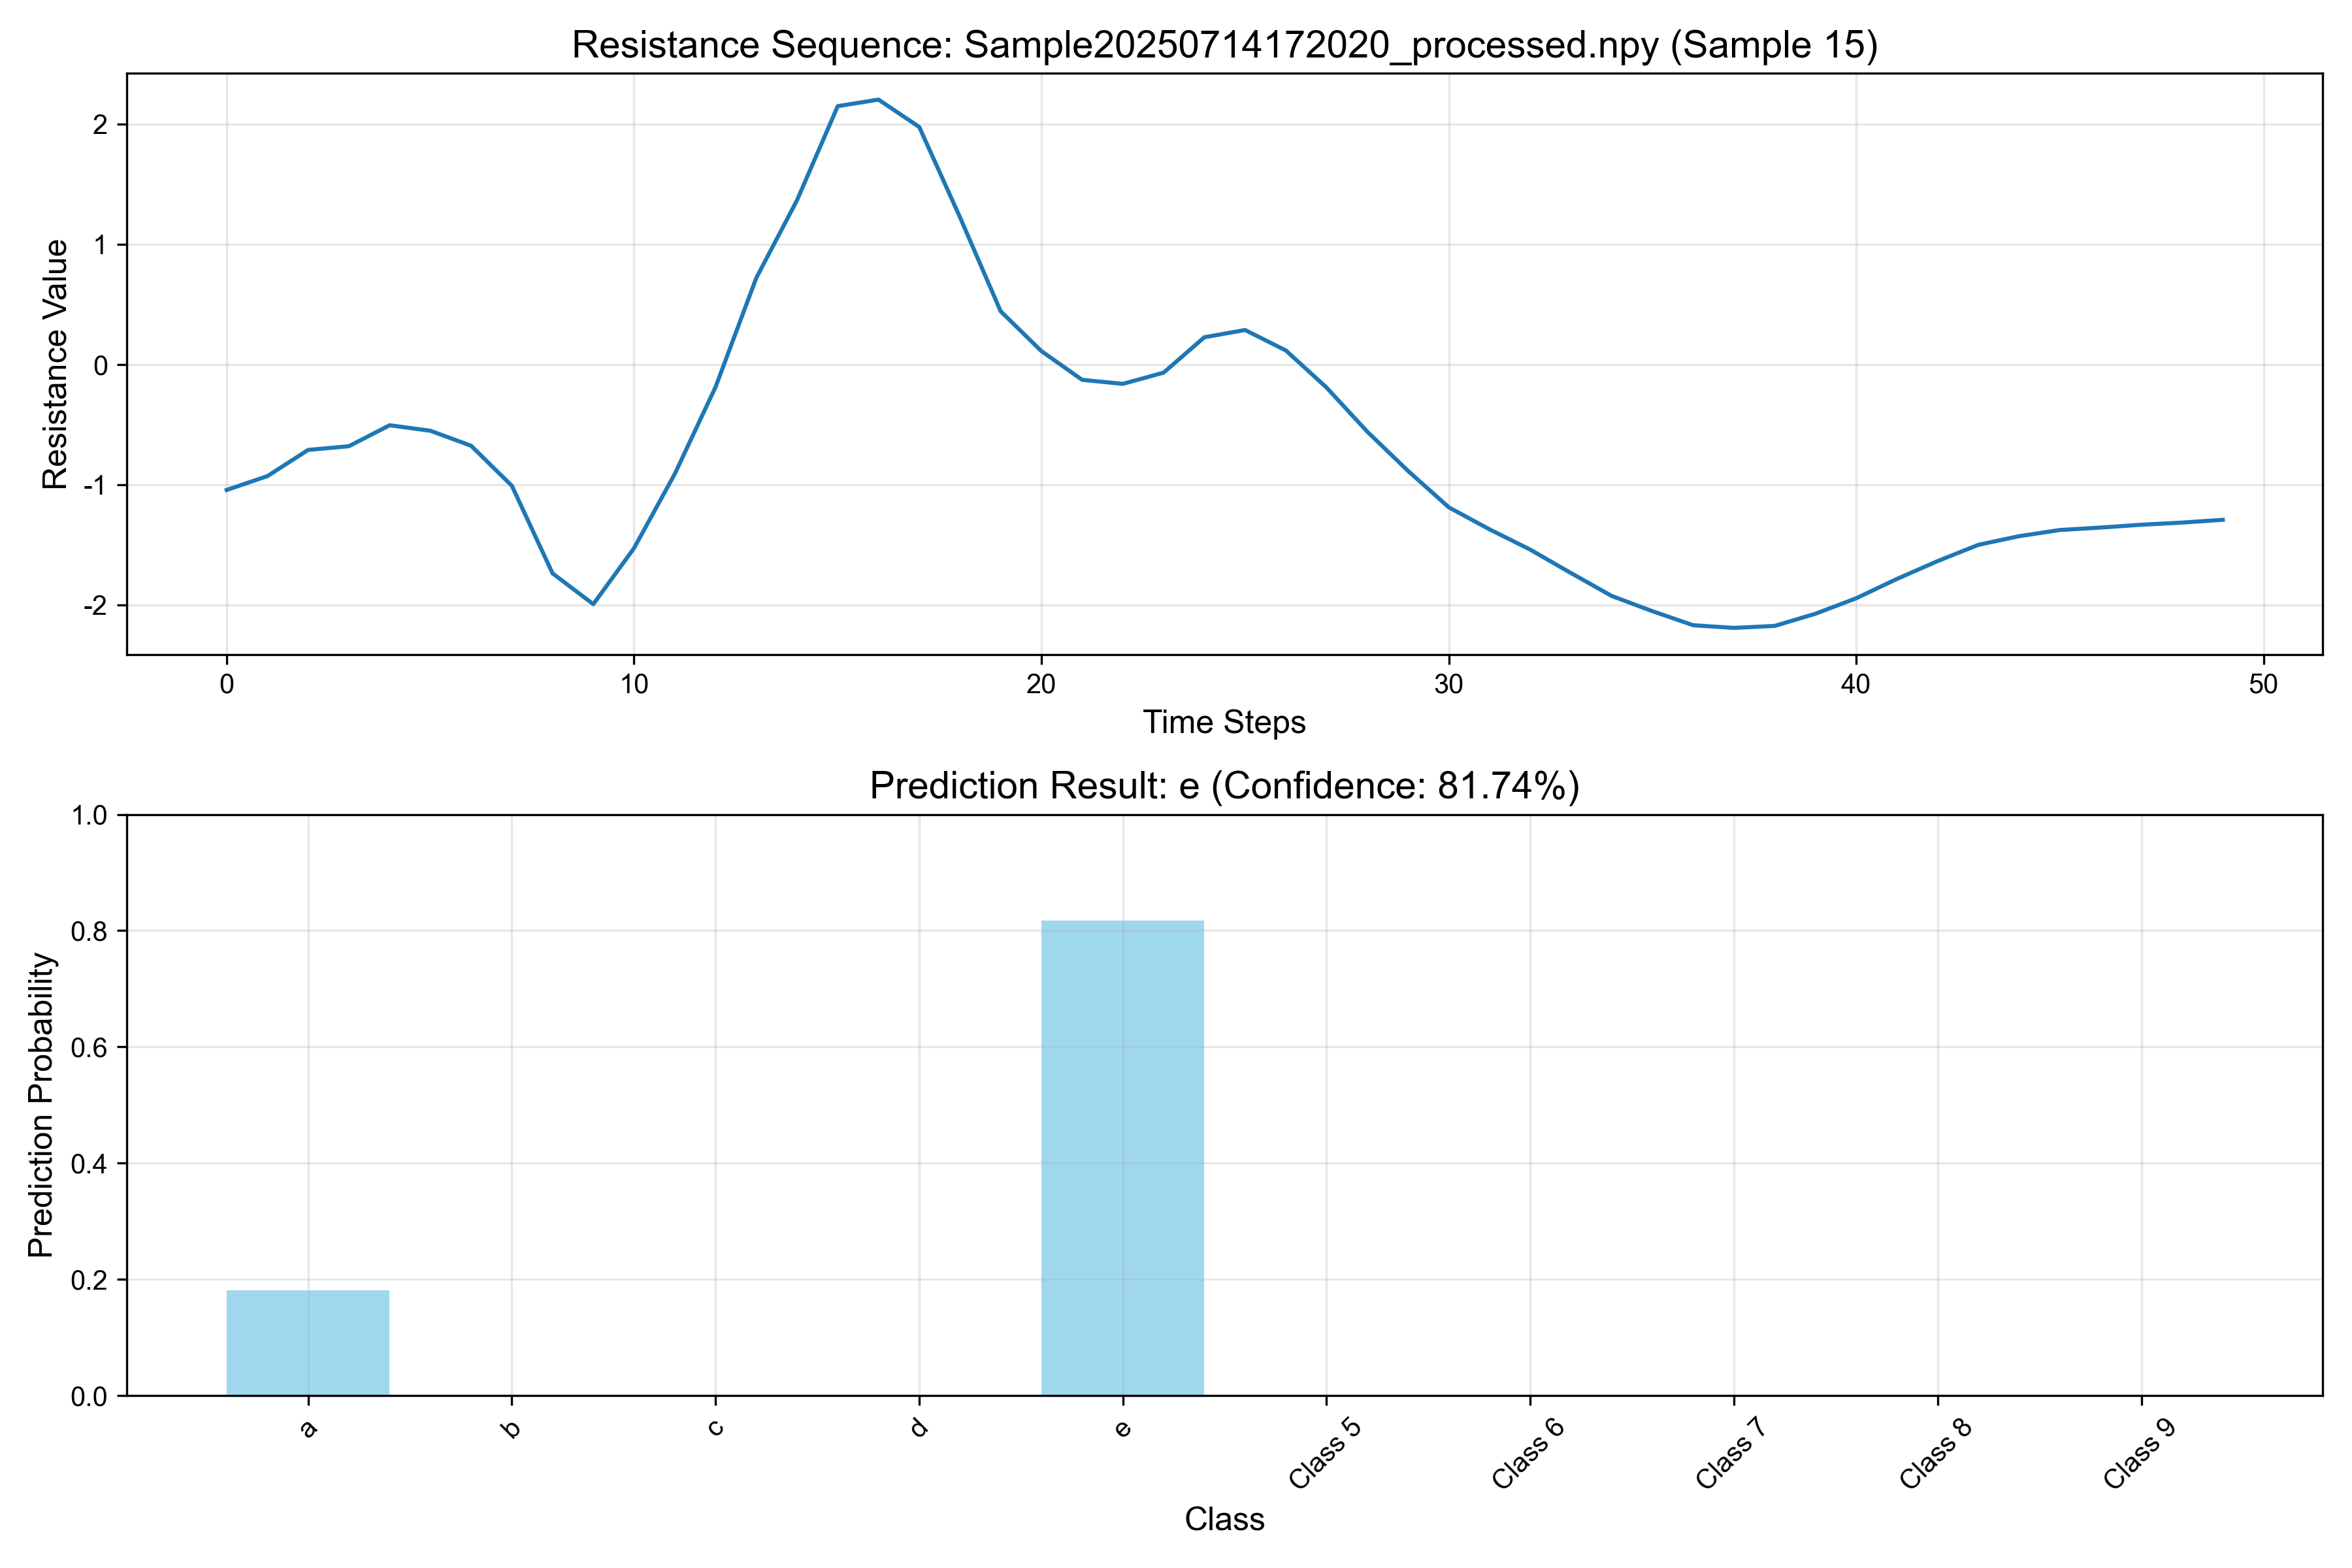 Resistance Sequence: Sample20250714172020_processed.npy (Sample 15)
Resistance Value
2
1
0
-1
-2
0 10 20 30 40 50
Time Steps
Prediction Result: e (Confidence: 81.74%)
Prediction Probability
1.0
0.8
0.6
0.4
0.2
0.0
a b c d e Class 5 Class 6 Class 7 Class 8 Class 9
Class